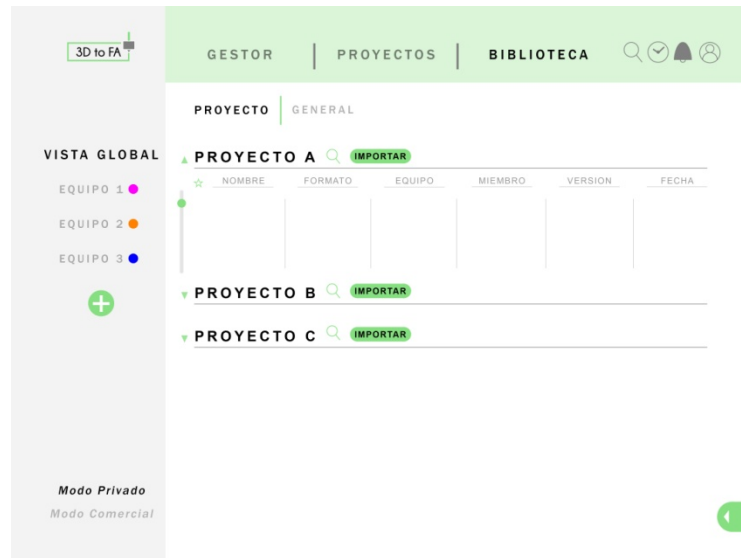 3D to FA
GESTOR | PROYECTOS | BIBLIOTECA
PROYECTO GENERAL
VISTA GLOBAL
EQUIPO 1
EQUIPO 2
EQUIPO 3
PROYECTO A IMPORTAR
NOMBRE FORMATO EQUIPO MIEMBRO VERSION FECHA
PROYECTO B IMPORTAR
PROYECTO C IMPORTAR
Modo Privado
Modo Comercial